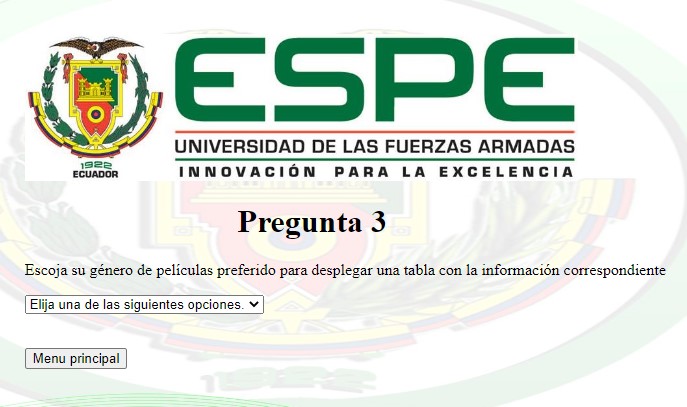 ESPE
UNIVERSIDAD DE LAS FUERZAS ARMADAS
INNOVACIÓN PARA LA EXCELENCIA
1922
ECUADOR
Pregunta 3
Escoja su género de películas preferido para desplegar una tabla con la información correspondiente
Elija una de las siguientes opciones.
Menu principal
1922